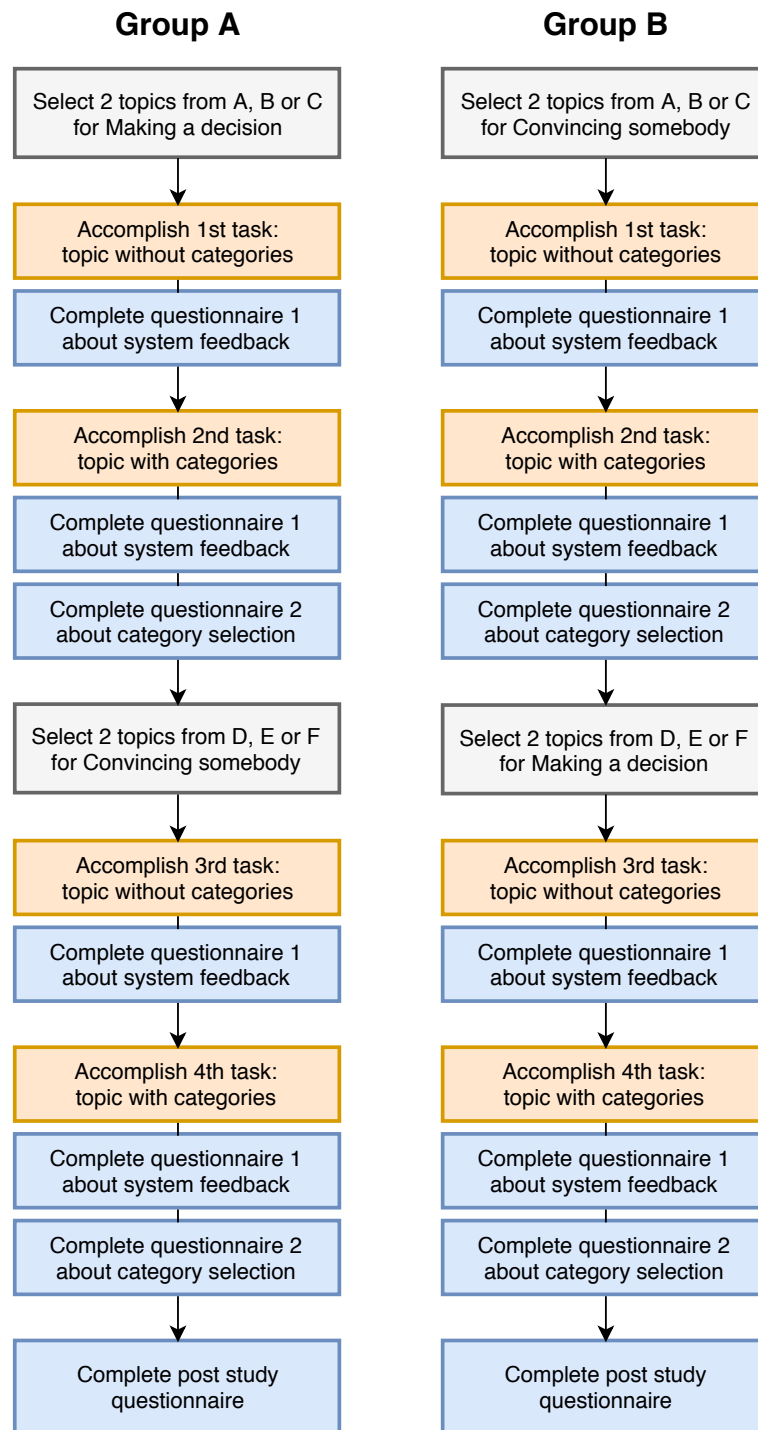 Group A
Select 2 topics from A, B or C
for Making a decision
Accomplish 1st task:
topic without categories
Complete questionnaire 1
about system feedback
Accomplish 2nd task:
topic with categories
Complete questionnaire 1
about system feedback
Complete questionnaire 2
about category selection
Select 2 topics from D, E or F
for Convincing somebody
Accomplish 3rd task:
topic without categories
Complete questionnaire 1
about system feedback
Accomplish 4th task:
topic with categories
Complete questionnaire 1
about system feedback
Complete questionnaire 2
about category selection
Complete post study
questionnaire
Group B
Select 2 topics from A, B or C
for Convincing somebody
Accomplish 1st task:
topic without categories
Complete questionnaire 1
about system feedback
Accomplish 2nd task:
topic with categories
Complete questionnaire 1
about system feedback
Complete questionnaire 2
about category selection
Select 2 topics from D, E or F
for Making a decision
Accomplish 3rd task:
topic without categories
Complete questionnaire 1
about system feedback
Accomplish 4th task:
topic with categories
Complete questionnaire 1
about system feedback
Complete questionnaire 2
about category selection
Complete post study
questionnaire